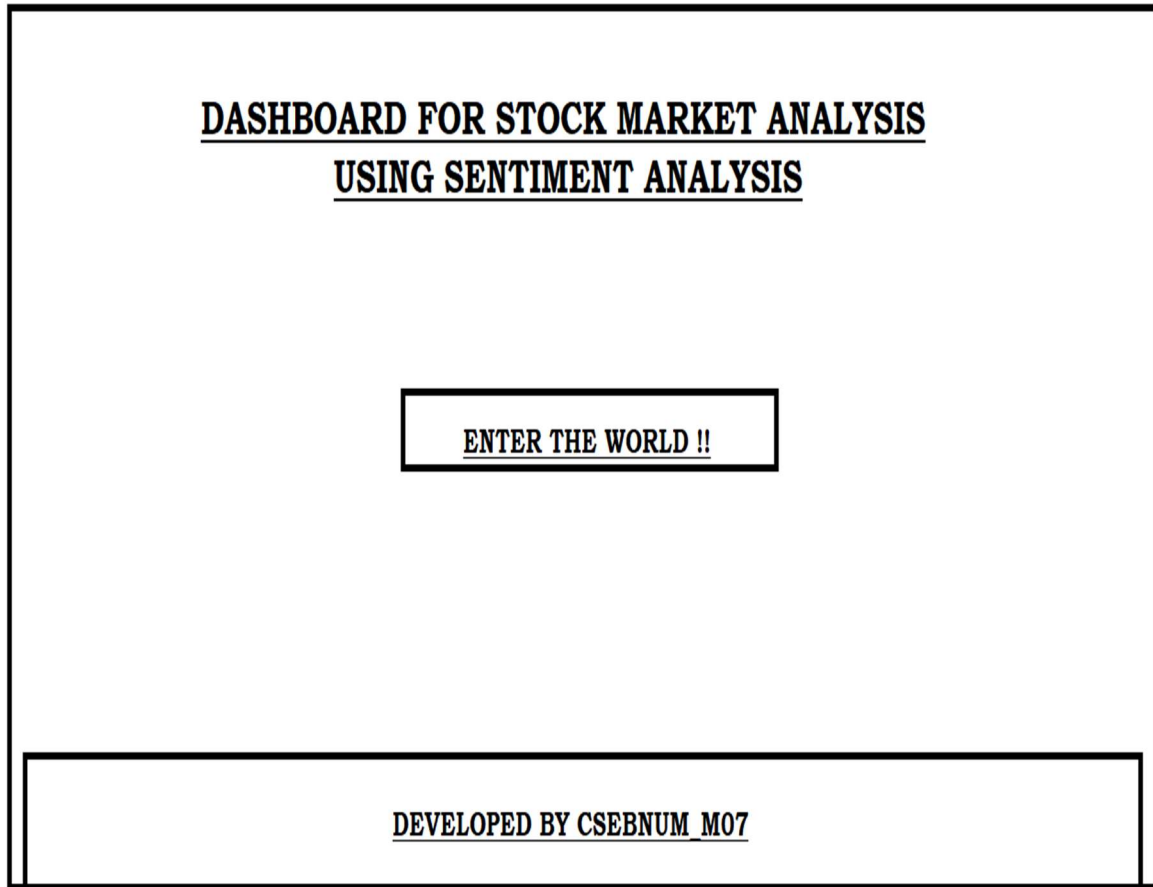 DASHBOARD FOR STOCK MARKET ANALYSIS
USING SENTIMENT ANALYSIS
ENTER THE WORLD !!
DEVELOPED BY CSEBNUM_M07